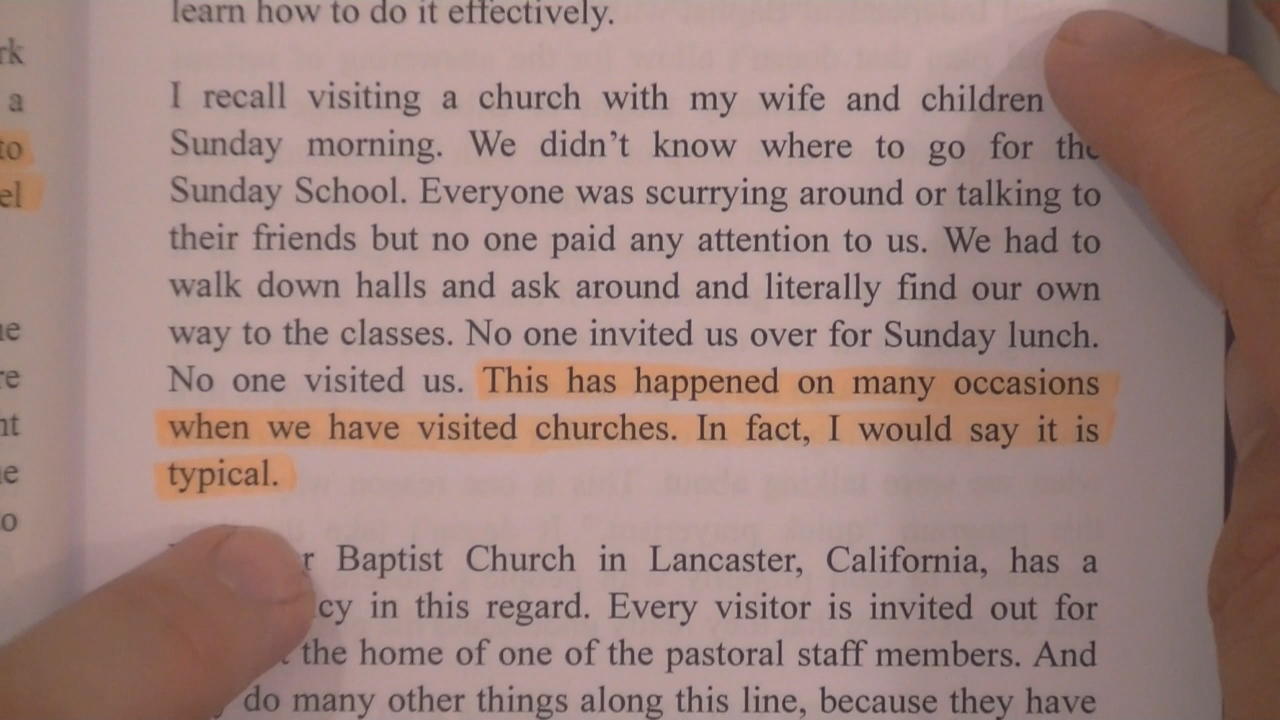 learn how to do it effectively.
I recall visiting a church with my wife and children
Sunday morning. We didn't know where to go for the
Sunday School. Everyone was scurrying around or talking to
their friends but no one paid any attention to us. We had to
walk down halls and ask around and literally find our own
way to the classes. No one invited us over for Sunday lunch.
No one visited us. This has happened on many occasions
when we have visited churches. In fact, I would say it is
typical.
Baptist Church in Lancaster, California, has a
in this regard. Every visitor is invited out for
the home of one of the pastoral staff members. And
do many other things along this line, because they have
rk
a
to
el